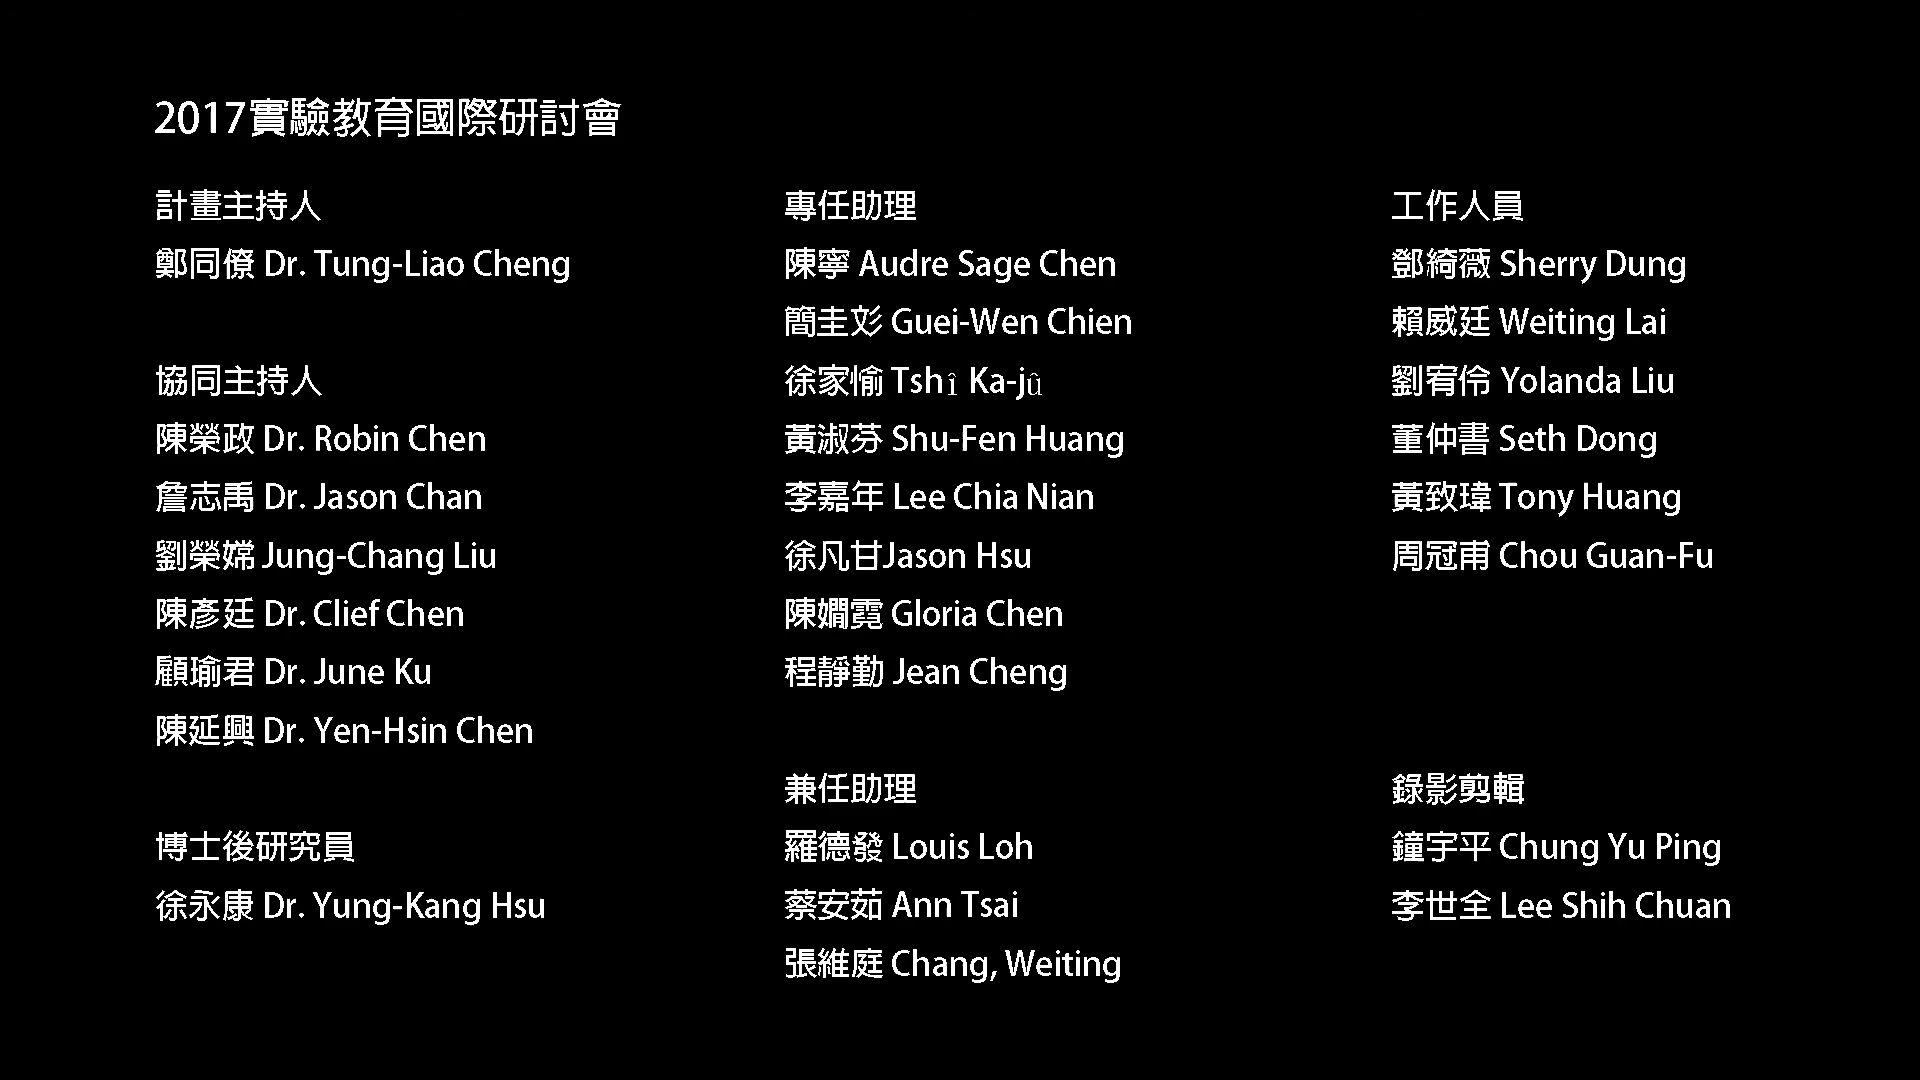 2017實驗教育國際研討會
計畫主持人
鄭同僚 Dr. Tung-Liao Cheng
協同主持人
陳榮政 Dr. Robin Chen
詹志禹 Dr. Jason Chan
劉榮嫦 Jung-Chang Liu
陳彥廷 Dr. Clief Chen
顧瑜君 Dr. June Ku
陳延興 Dr. Yen-Hsin Chen
博士後研究員
徐永康 Dr. Yung-Kang Hsu
專任助理
陳寧 Audre Sage Chen
簡圭彣 Guei-Wen Chien
徐家愉 Tshî Ka-jû
黃淑芬 Shu-Fen Huang
李嘉年 Lee Chia Nian
徐凡甘Jason Hsu
陳嫺霓 Gloria Chen
程靜勤 Jean Cheng
兼任助理
羅德發 Louis Loh
蔡安茹 Ann Tsai
張維庭 Chang, Weiting
工作人員
鄧綺薇 Sherry Dung
賴威廷 Weiting Lai
劉宥伶 Yolanda Liu
董仲書 Seth Dong
黃致瑋 Tony Huang
周冠甫 Chou Guan-Fu
錄影剪輯
鐘宇平 Chung Yu Ping
李世全 Lee Shih Chuan